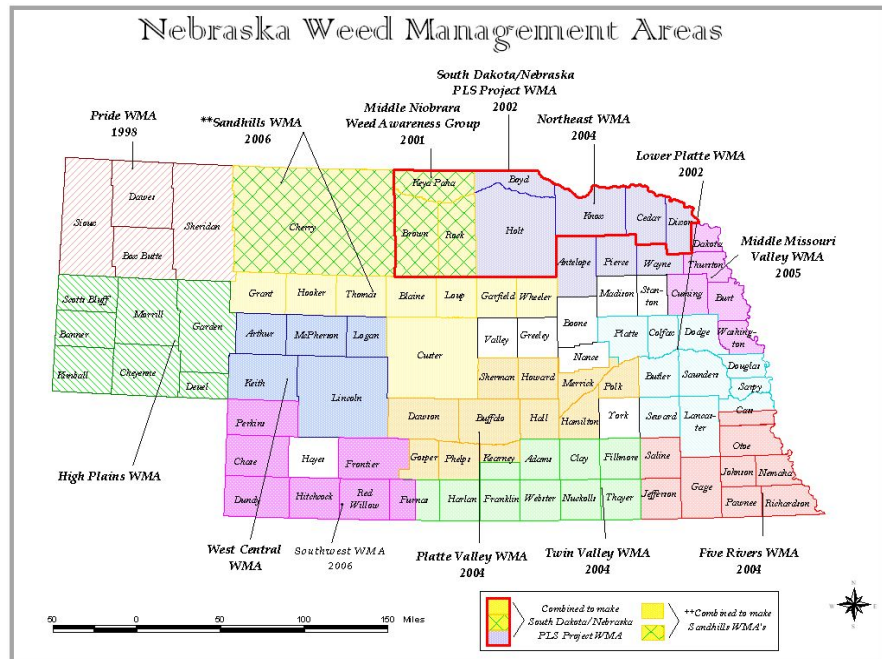 Nebraska Weed Management Areas
South Dakota/Nebraska
PLS Project WMA
2002
Middle Niobrara
Weed Awareness Group
2001
Pride WMA
1998
**Sandhills WMA
2006
Northeast WMA
2004
Lower Platte WMA
2002
Middle Missouri
Valley WMA
2005
Sioux
Dawes
Box Butte
Sheridan
Cherry
Keya Paha
Brown
Rock
Boyd
Holt
Knox
Cedar
Dixon
Dakota
Antelope
Pierce
Wayne
Thurston
Scotts Bluff
Banner
Kimball
Morrill
Cheyenne
Garden
Deuel
Grant
Hooker
Thomas
Blaine
Loup
Garfield
Wheeler
Madison
Stan-
ton
Cuming
Burt
Arthur
McPherson
Logan
Custer
Valley
Greeley
Boone
Nance
Platte
Colfax
Dodge
Washing-
ton
Keith
Lincoln
Sherman
Howard
Merrick
Polk
Butler
Saunders
Douglas
Sarpy
Perkins
Dawson
Buffalo
Hall
Hamilton
York
Seward
Lancas-
ter
Cass
Otoe
Chase
Hayes
Frontier
Gosper
Phelps
Kearney
Adams
Clay
Fillmore
Saline
Johnson
Nemaha
Dundy
Hitchcock
Red
Willow
Furnas
Harlan
Franklin
Webster
Nuckolls
Thayer
Jefferson
Gage
Pawnee
Richardson
High Plains WMA
West Central
WMA
Southwest WMA
2006
Platte Valley WMA
2004
Twin Valley WMA
2004
Five Rivers WMA
2004
50 0 50 100 150 Miles
Combined to make
South Dakota/Nebraska
PLS Project WMA
**Combined to make
Sandhills WMA's
N
W E
S